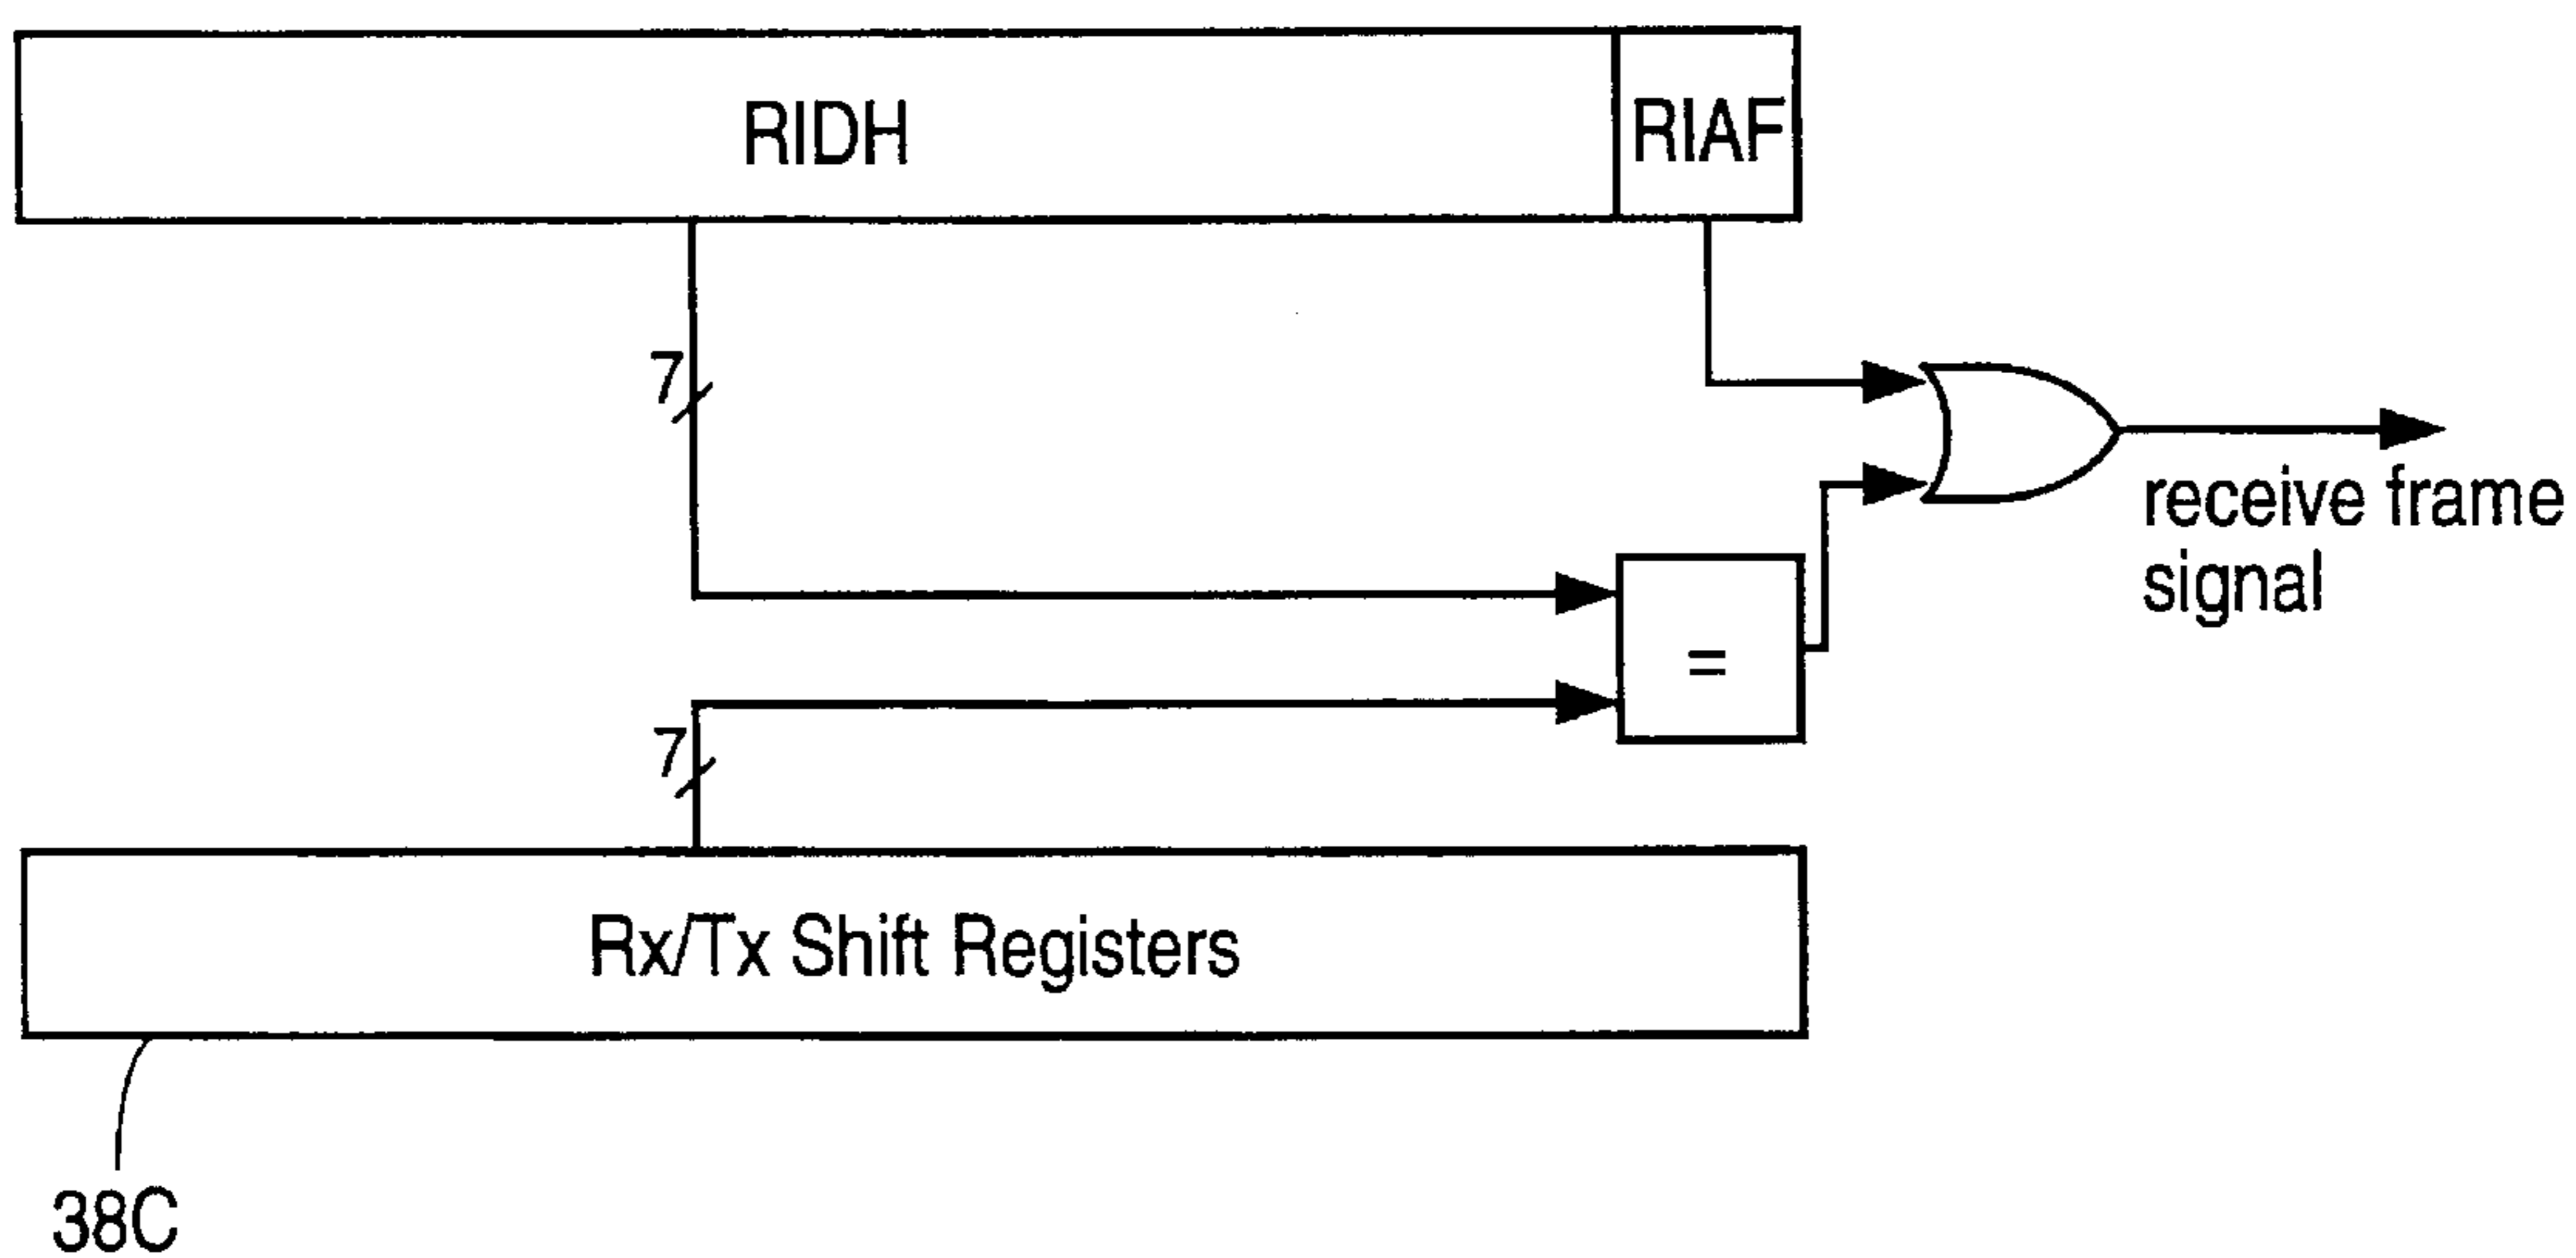 RIDH
RIAF
7
receive frame
signal
=
7
Rx/Tx Shift Registers
38C